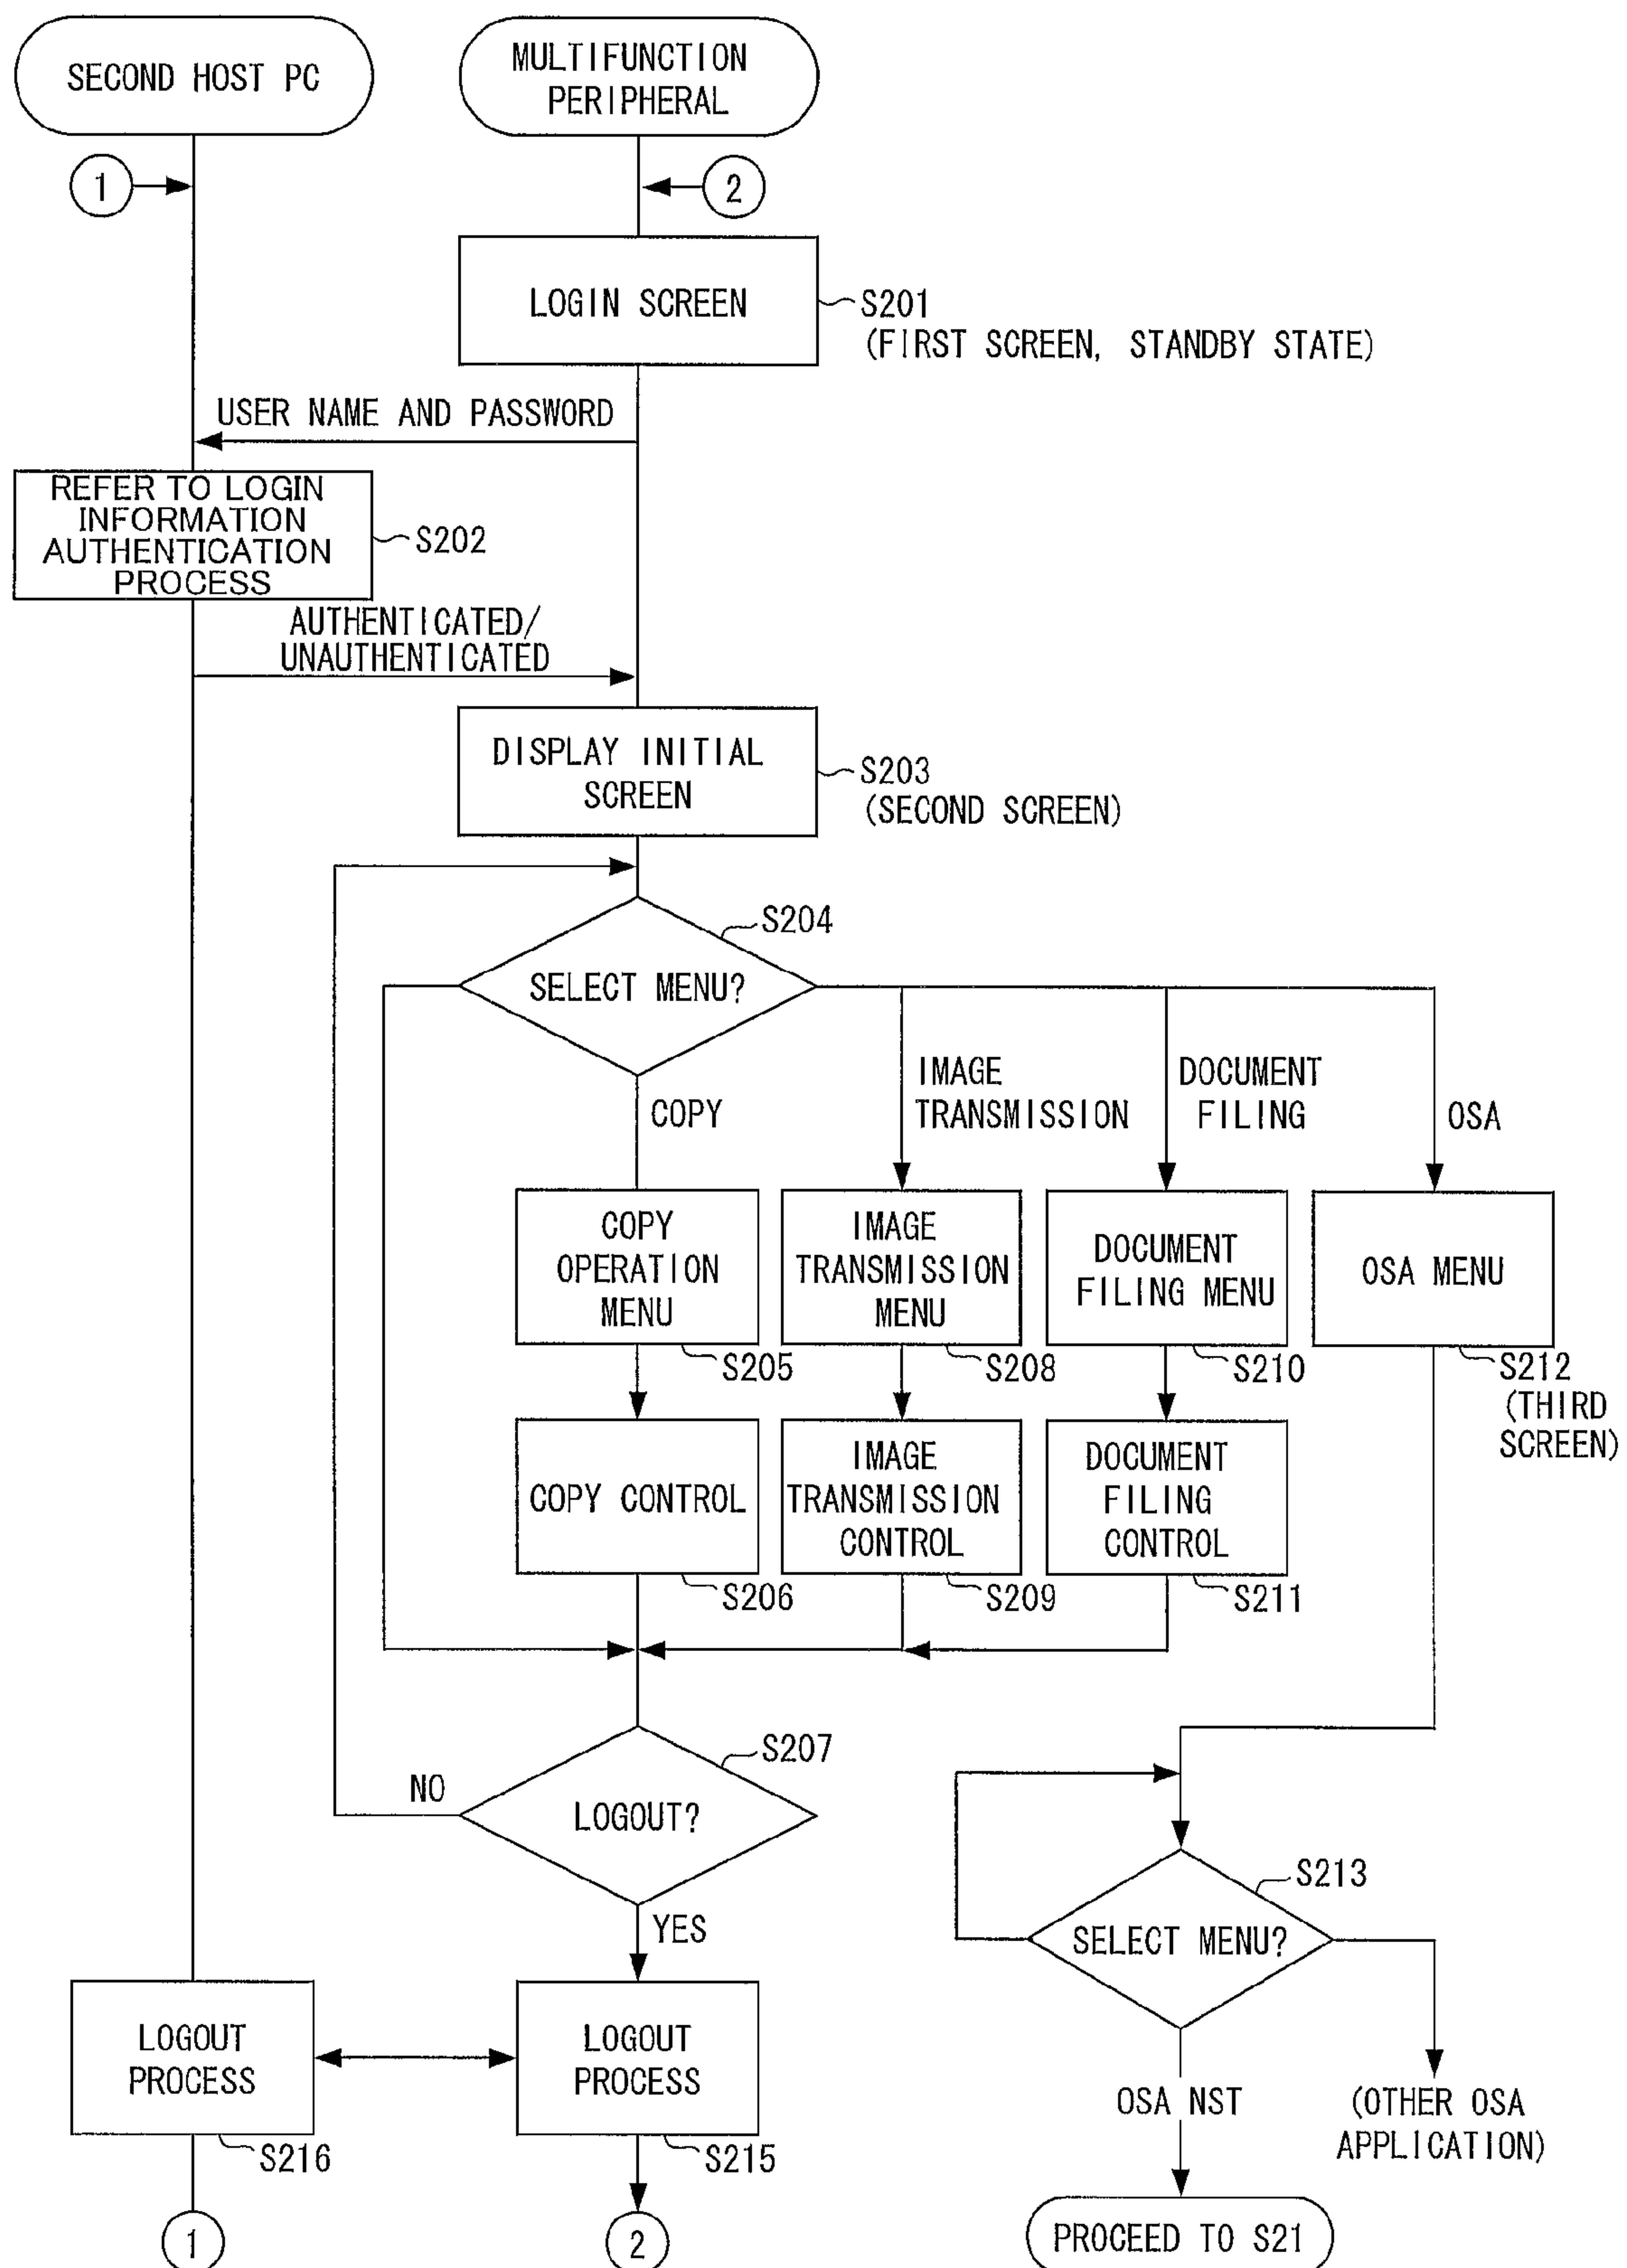 SECOND HOST PC
MULTIFUNCTION
PERIPHERAL
1
2
LOGIN SCREEN
S201
(FIRST SCREEN, STANDBY STATE)
USER NAME AND PASSWORD
REFER TO LOGIN
INFORMATION
AUTHENTICATION
PROCESS
S202
AUTHENTICATED/
UNAUTHENTICATED
DISPLAY INITIAL
SCREEN
S203
(SECOND SCREEN)
S204
SELECT MENU?
COPY
IMAGE
TRANSMISSION
DOCUMENT
FILING
OSA
COPY
OPERATION
MENU
S205
IMAGE
TRANSMISSION
MENU
S208
DOCUMENT
FILING MENU
S210
OSA MENU
S212
(THIRD
SCREEN)
COPY CONTROL
S206
IMAGE
TRANSMISSION
CONTROL
S209
DOCUMENT
FILING
CONTROL
S211
S207
NO
LOGOUT?
YES
S213
SELECT MENU?
LOGOUT
PROCESS
S216
LOGOUT
PROCESS
S215
OSA NST
(OTHER OSA
APPLICATION)
1
2
PROCEED TO S21